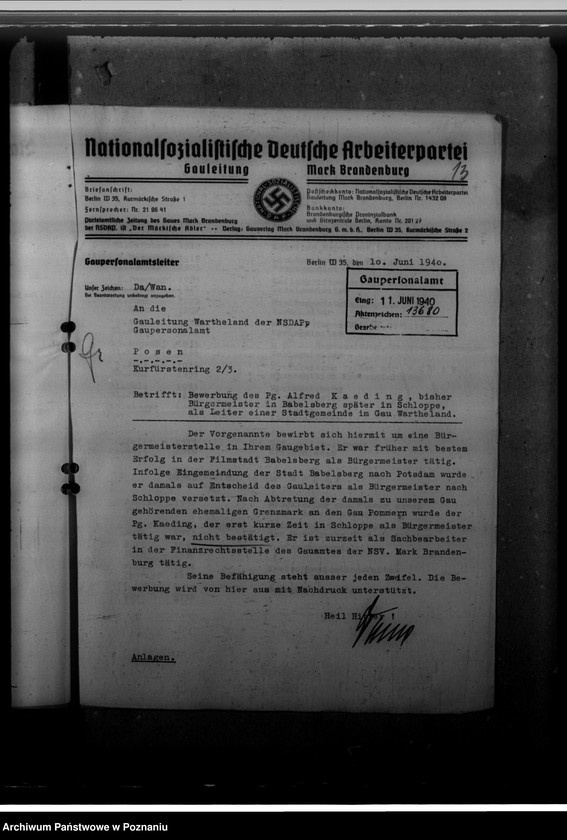 Nationalsozialistische Deutsche Arbeiterpartei
Gauleitung Mark Brandenburg
13
Briefanschrift:
Berlin W 35, Kurmärkische Straße 1
Fernsprecher: Nr. 21 86 41
Parteiamtliche Zeitung des Gaues Mark Brandenburg
der NSDAP. ist "Der Märkische Adler"
Postscheckkonto: Nationalsozialistische Deutsche Arbeiterpartei
Gauleitung Mark Brandenburg, Berlin Nr. 1432 08
Bankkonto:
Brandenburgische Provinzialbank
und Girozentrale Berlin, Konto Nr. 201 27
Verlag: Gauverlag Mark Brandenburg G. m. b. H., Berlin W 35, Kurmärkische Straße 2
Gaupersonalamtsleiter
Berlin W 35, den 1o. Juni 194o.
Unser Zeichen: Da/Wan.
Bei Beantwortung unbedingt anzugeben.
Gaupersonalamt
Eing: 11. JUNI 1940
Aktenzeichen: 13680
An die
Gauleitung Wartheland der NSDAPp
Gaupersonalamt
P o s e n
-.-.-.-.-
Kurfürstenring 2/3.
Betrifft: Bewerbung des Pg. Alfred K a e d i n g , bisher
Bürgermeister in Babelsberg später in Schloppe,
als Leiter einer Stadtgemeinde im Gau Wartheland.
Der Vorgenannte bewirbt sich hiermit um eine Bür-
germeisterstelle in Ihrem Gaugebiet. Er war früher mit bestem
Erfolg in der Filmstadt Babelsberg als Bürgermeister tätig.
Infolge Eingemeindung der Stadt Babelsberg nach Potsdam wurde
er damals auf Entscheid des Gauleiters als Bürgermeister nach
Schloppe versetzt. Nach Abtretung der damals zu unserem Gau
gehörenden ehemaligen Grenzmark an den Gau Pommern wurde der
Pg. Kaeding, der erst kurze Zeit in Schloppe als Bürgermeister
tätig war, nicht bestätigt. Er ist zurzeit als Sachbearbeiter
in der Finanzrechtsstelle des Gauamtes der NSV. Mark Branden-
burg tätig.
Seine Befähigung steht ausser jeden Zweifel. Die Be-
werbung wird von hier aus mit Nachdruck unterstützt.
Heil Hitler !
Anlagen.
Archiwum Państwowe w Poznaniu